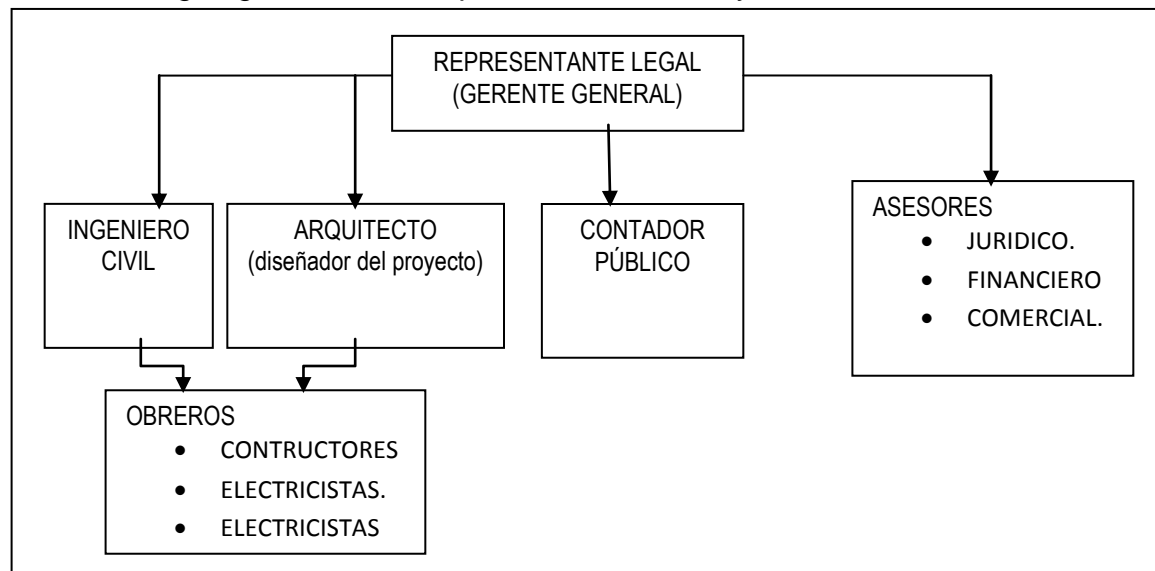 REPRESENTANTE LEGAL
(GERENTE GENERAL)
INGENIERO
CIVIL
ARQUITECTO
(diseñador del proyecto)
CONTADOR
PÚBLICO
ASESORES
• JURIDICO.
• FINANCIERO
• COMERCIAL.
OBREROS
• CONTRUCTORES
• ELECTRICISTAS.
• ELECTRICISTAS